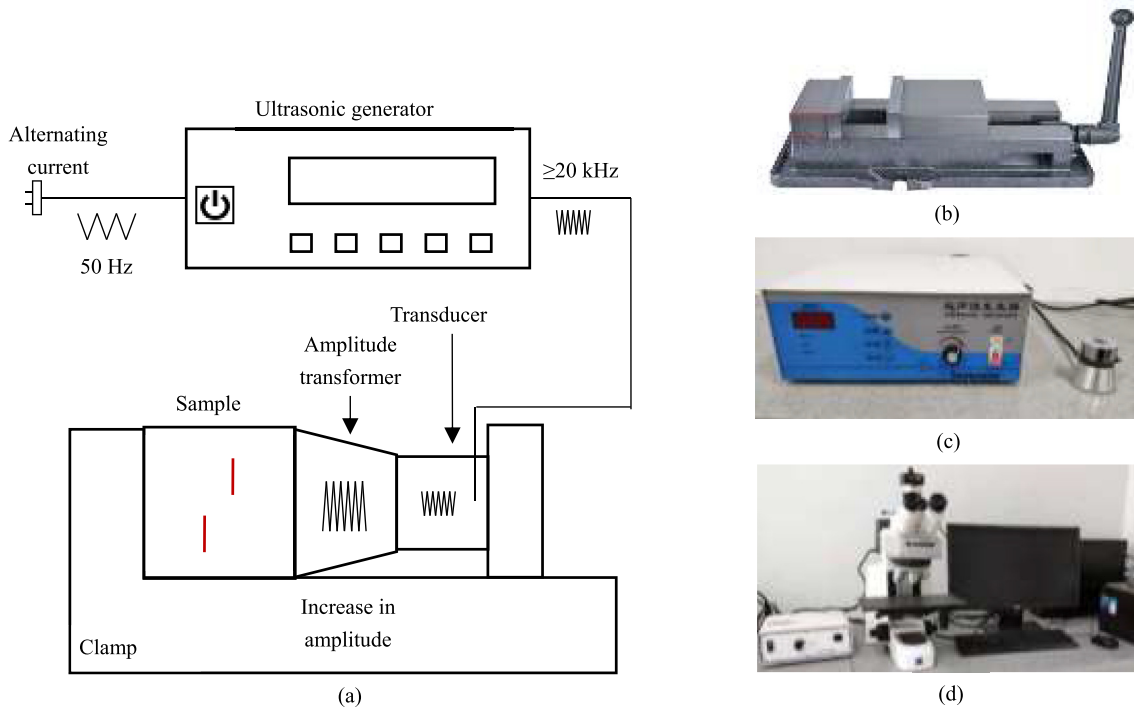 Ultrasonic generator
Alternating
current
≥20 kHz
50 Hz
Transducer
Amplitude
transformer
Sample
Increase in
amplitude
Clamp
(a)
(b)
(c)
(d)